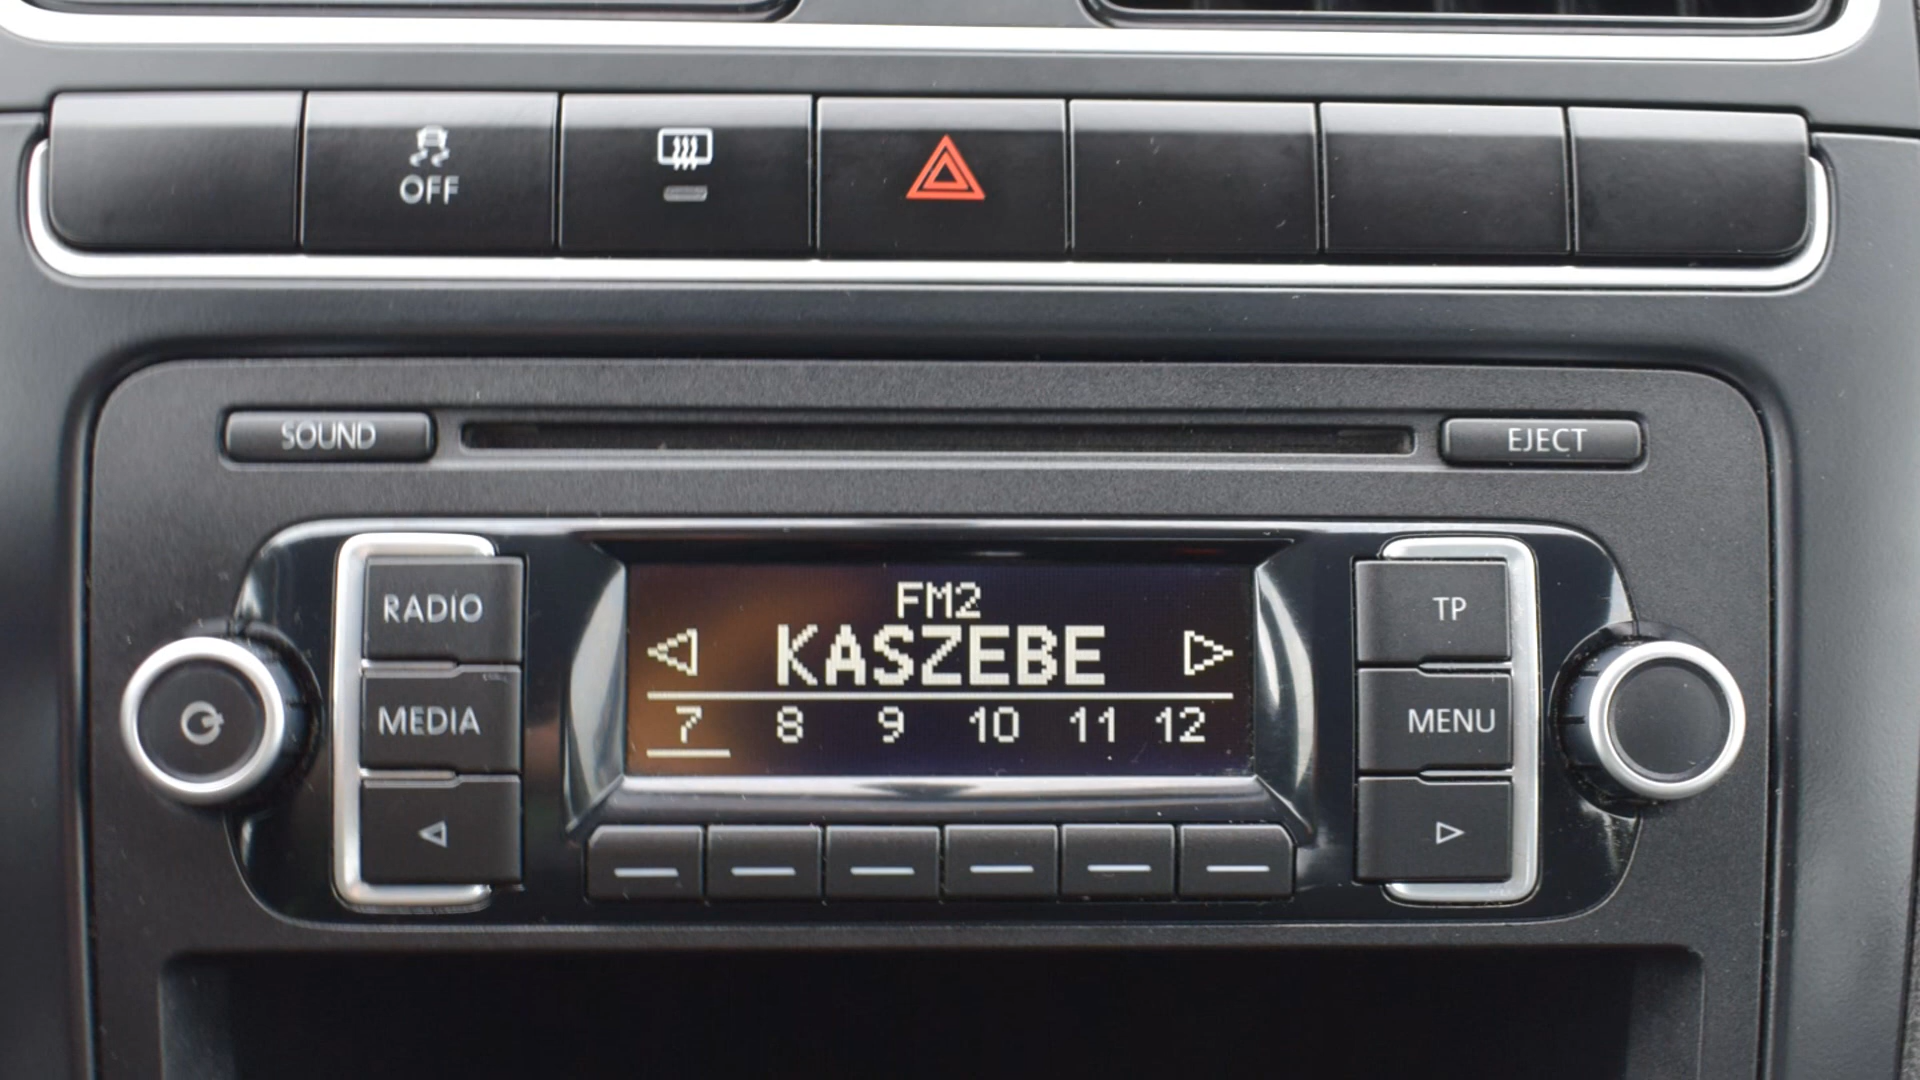 OFF
SOUND
EJECT
RADIO
MEDIA
FM2
KASZEBE
7 8 9 10 11 12
TP
MENU